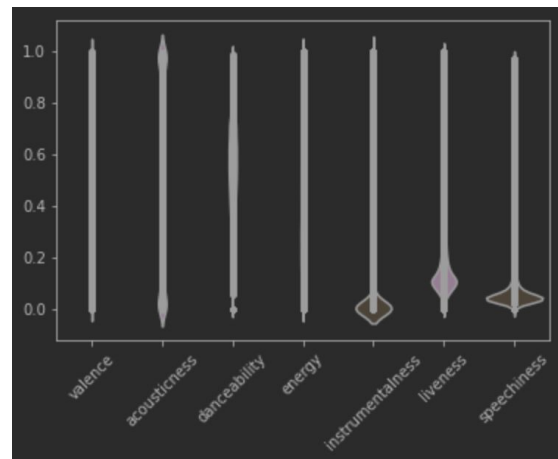 1.0
0.8
0.6
0.4
0.2
0.0
valence
acousticness
danceability
energy
instrumentalness
liveness
speechiness